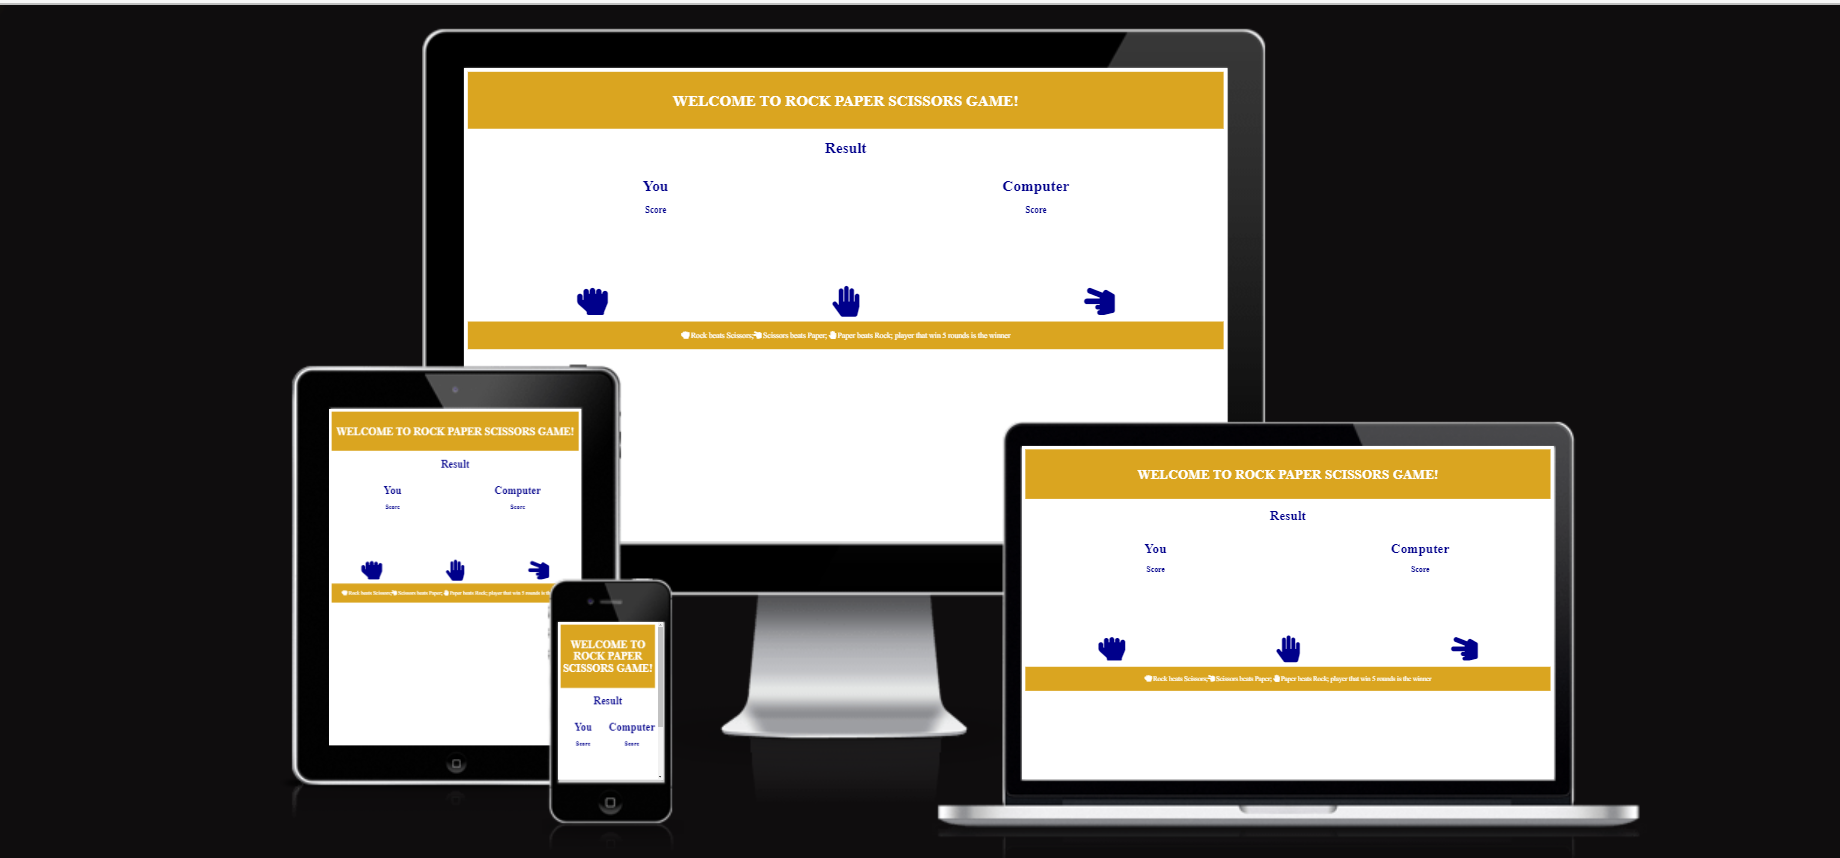 WELCOME TO ROCK PAPER SCISSORS GAME!
Result
You Computer
Score Score
Rock beats Scissors; Scissors beats Paper; Paper beats Rock; player that win 5 rounds is the winner
WELCOME TO ROCK PAPER SCISSORS GAME!
Result
You Computer
Score Score
Rock beats Scissors; Scissors beats Paper; Paper beats Rock; player that win 5 rounds is
WELCOME TO
ROCK PAPER
SCISSORS GAME!
Result
You Computer
Score Score
WELCOME TO ROCK PAPER SCISSORS GAME!
Result
You Computer
Score Score
Rock beats Scissors; Scissors beats Paper; Paper beats Rock; player that win 5 rounds is the winner